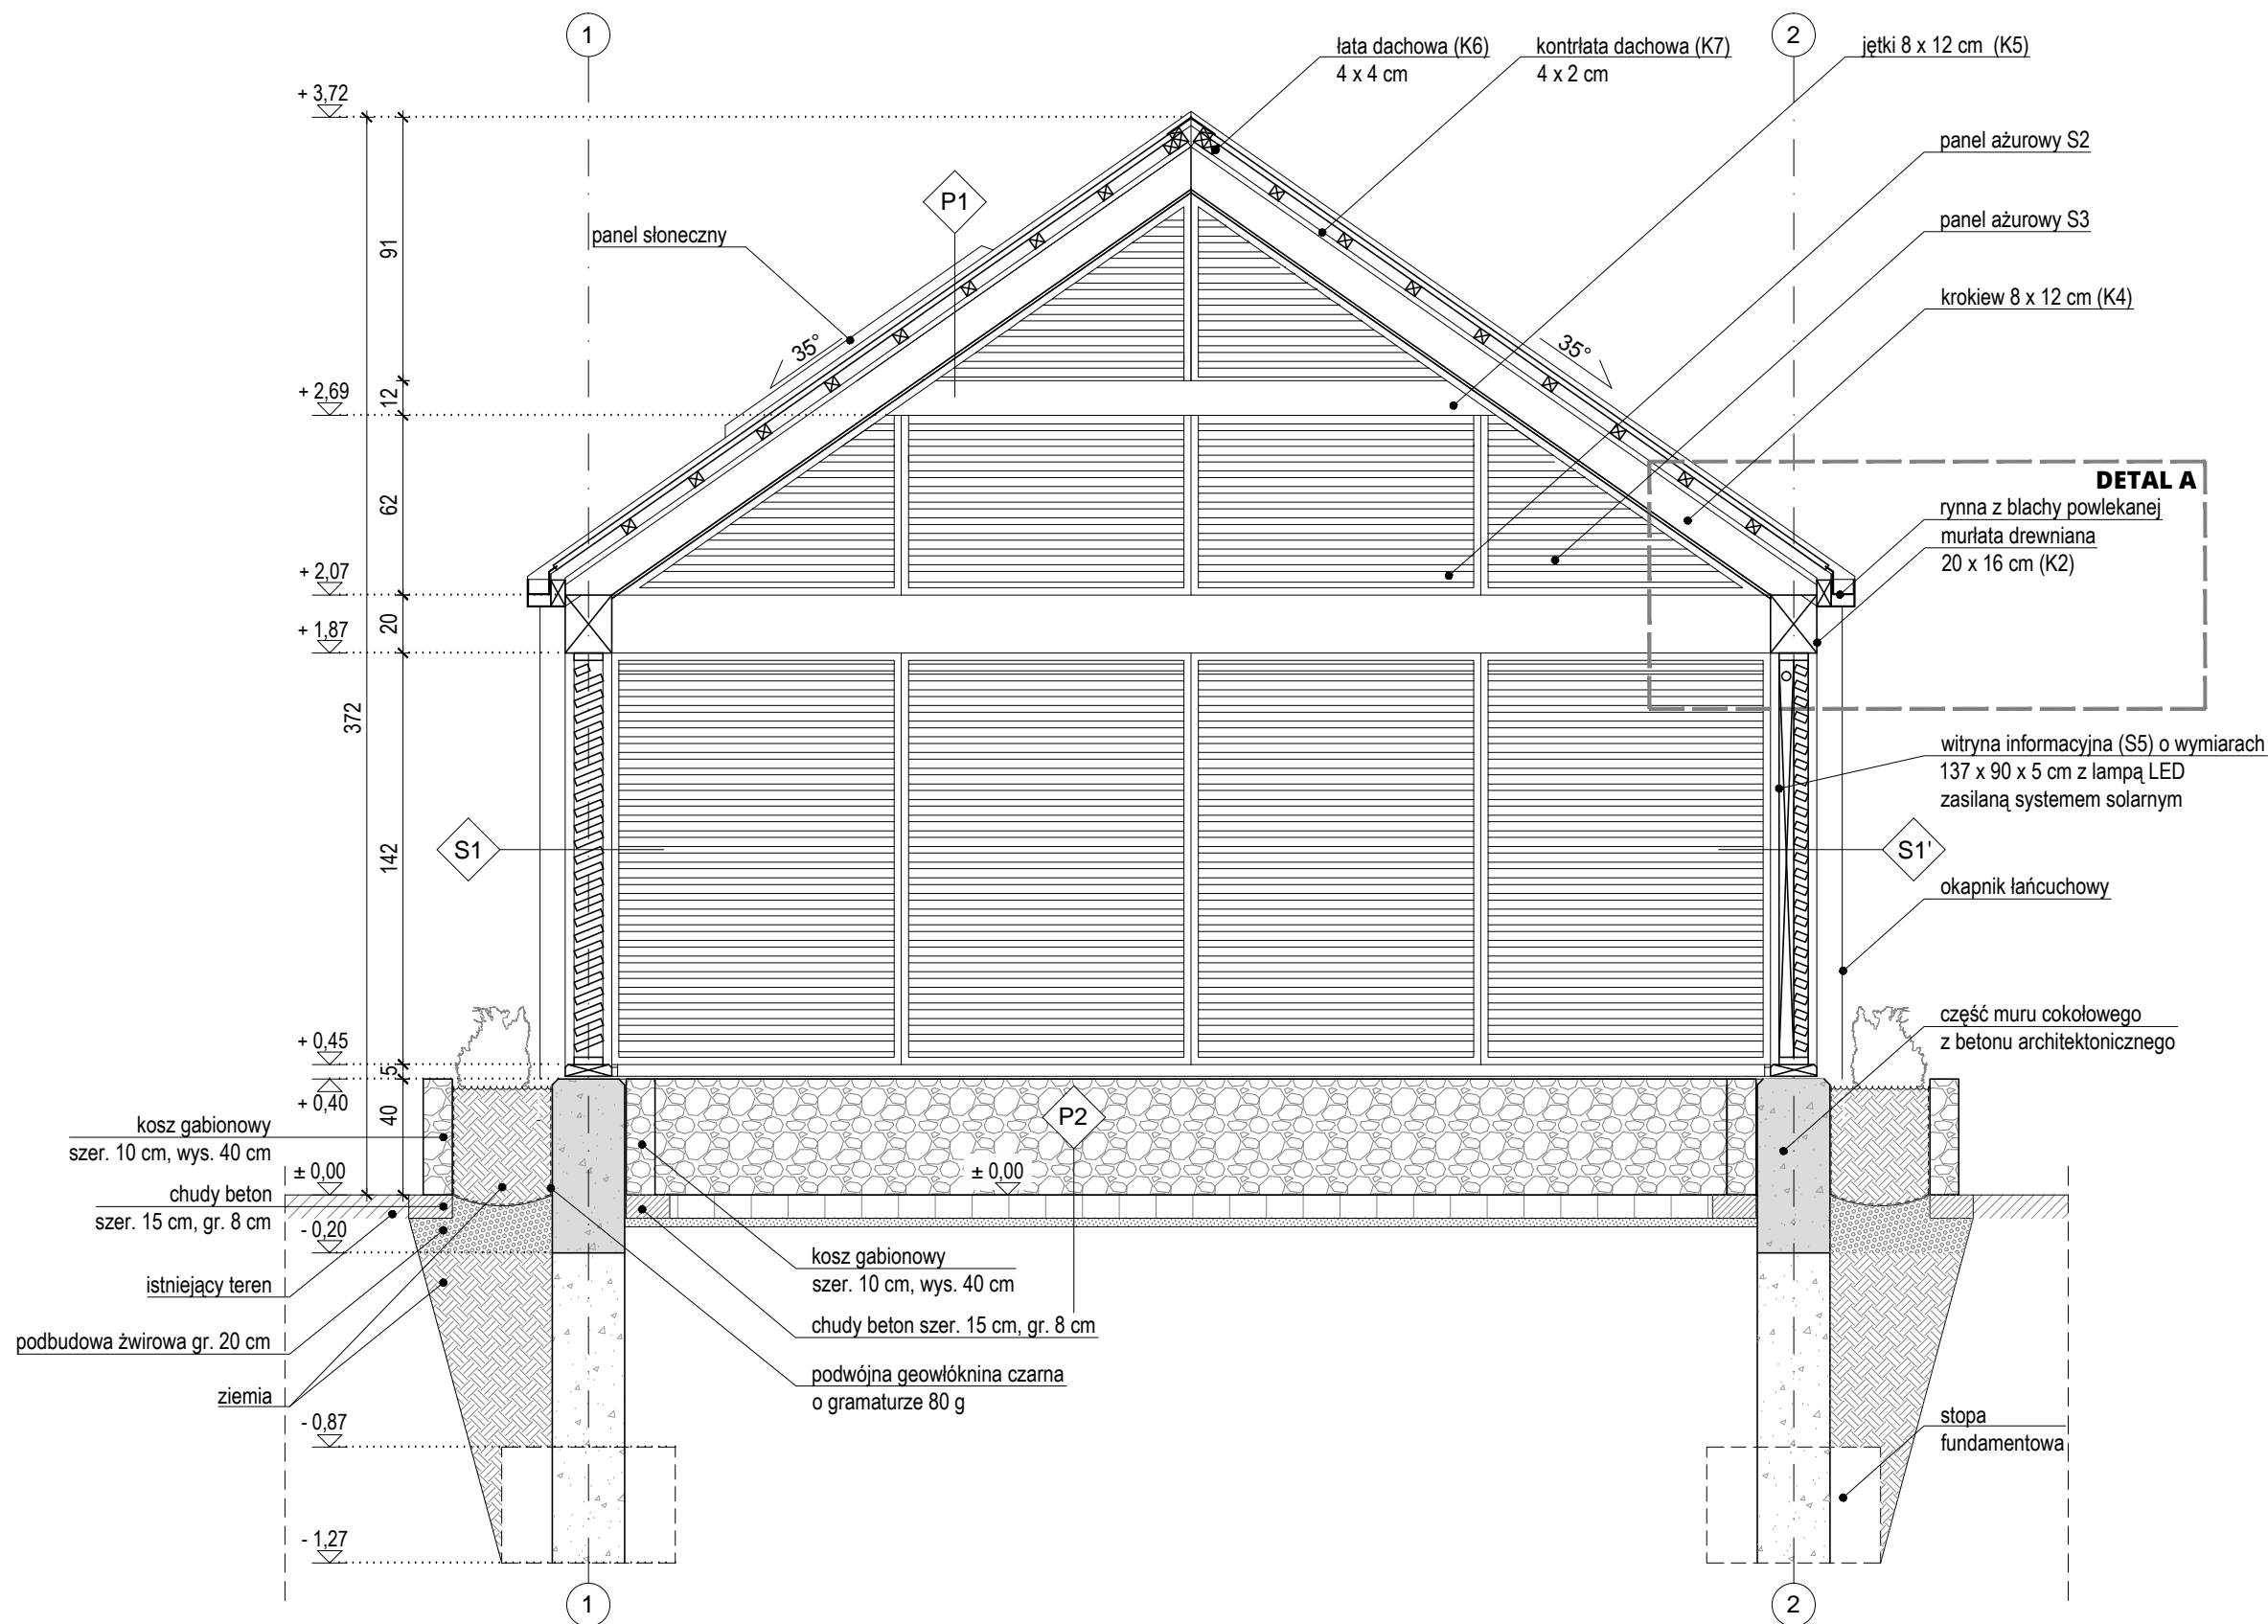 1
2
łata dachowa (K6)
4 x 4 cm
kontrłata dachowa (K7)
4 x 2 cm
jętki 8 x 12 cm (K5)
+ 3,72
panel ażurowy S2
P1
panel słoneczny
panel ażurowy S3
91
krokiew 8 x 12 cm (K4)
35°
35°
+ 2,69
12
DETAL A
62
rynna z blachy powlekanej
murłata drewniana
20 x 16 cm (K2)
+ 2,07
20
+ 1,87
372
witryna informacyjna (S5) o wymiarach
137 x 90 x 5 cm z lampą LED
zasilaną systemem solarnym
S1
142
S1'
okapnik łańcuchowy
część muru cokołowego
z betonu architektonicznego
+ 0,45
5
+ 0,40
40
P2
kosz gabionowy
szer. 10 cm, wys. 40 cm
± 0,00
± 0,00
chudy beton
szer. 15 cm, gr. 8 cm
- 0,20
kosz gabionowy
szer. 10 cm, wys. 40 cm
istniejący teren
chudy beton szer. 15 cm, gr. 8 cm
podbudowa żwirowa gr. 20 cm
podwójna geowłóknina czarna
o gramaturze 80 g
ziemia
- 0,87
stopa
fundamentowa
- 1,27
1
2